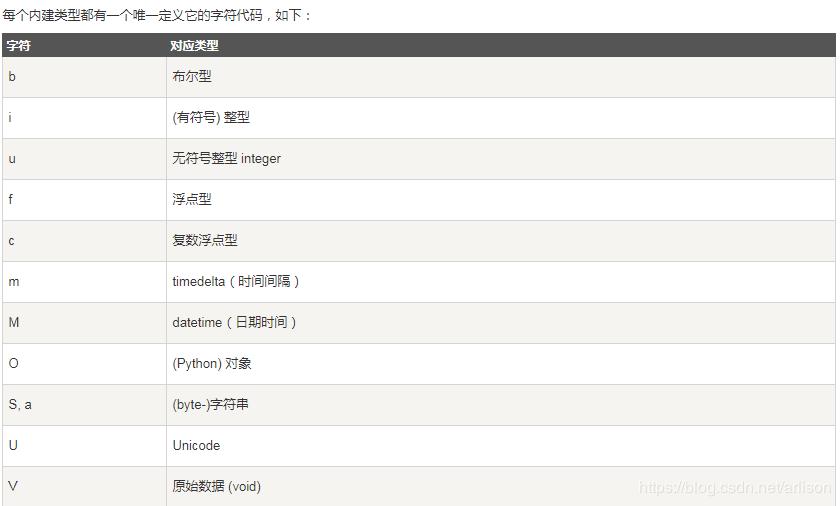 每个内建类型都有一个唯一定义它的字符代码，如下：
字符 对应类型
b 布尔型
i (有符号) 整型
u 无符号整型 integer
f 浮点型
c 复数浮点型
m timedelta（时间间隔）
M datetime（日期时间）
O (Python) 对象
S, a (byte-)字符串
U Unicode
V 原始数据 (void)
https://blog.csdn.net/arlison